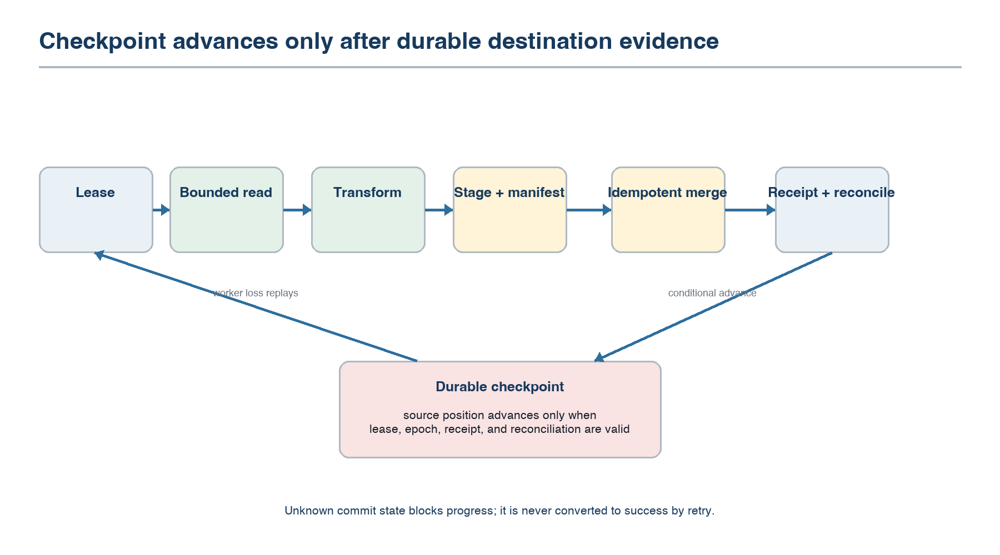 Checkpoint advances only after durable destination evidence
Lease
Bounded read
Transform
Stage + manifest
Idempotent merge
Receipt + reconcile
worker loss replays
conditional advance
Durable checkpoint
source position advances only when
lease, epoch, receipt, and reconciliation are valid
Unknown commit state blocks progress; it is never converted to success by retry.